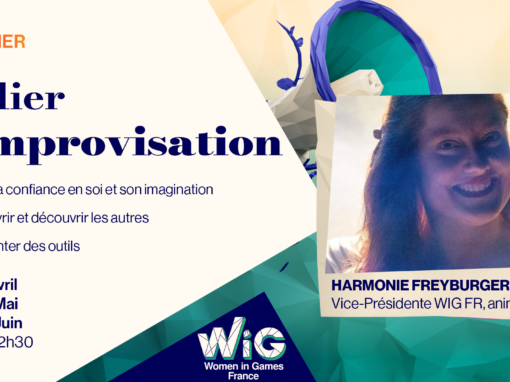 IER
lier
mprovisation
a confiance en soi et son imagination
vrir et découvrir les autres
nter des outils
vril
Mai
Juin
2h30
HARMONIE FREYBURGER
Vice-Présidente WIG FR, anim
WiG
Women in Games
France